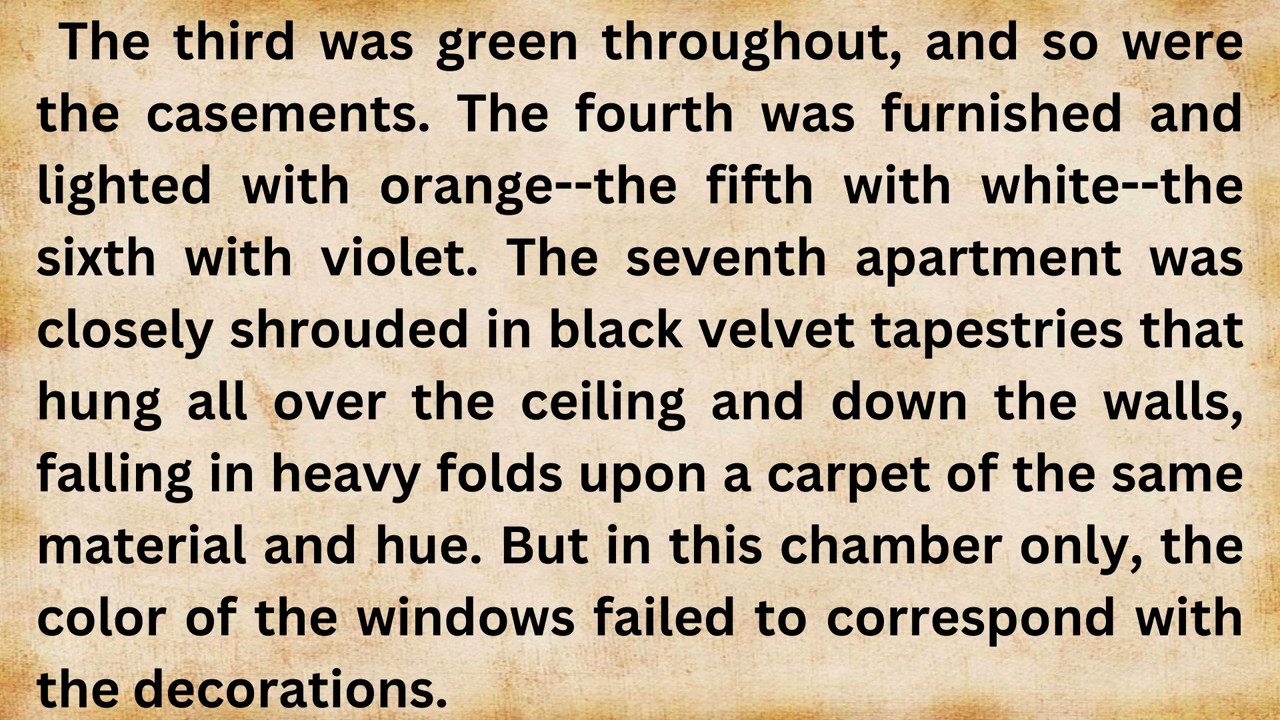 The third was green throughout, and so were
the casements. The fourth was furnished and
lighted with orange--the fifth with white--the
sixth with violet. The seventh apartment was
closely shrouded in black velvet tapestries that
hung all over the ceiling and down the walls,
falling in heavy folds upon a carpet of the same
material and hue. But in this chamber only, the
color of the windows failed to correspond with
the decorations.